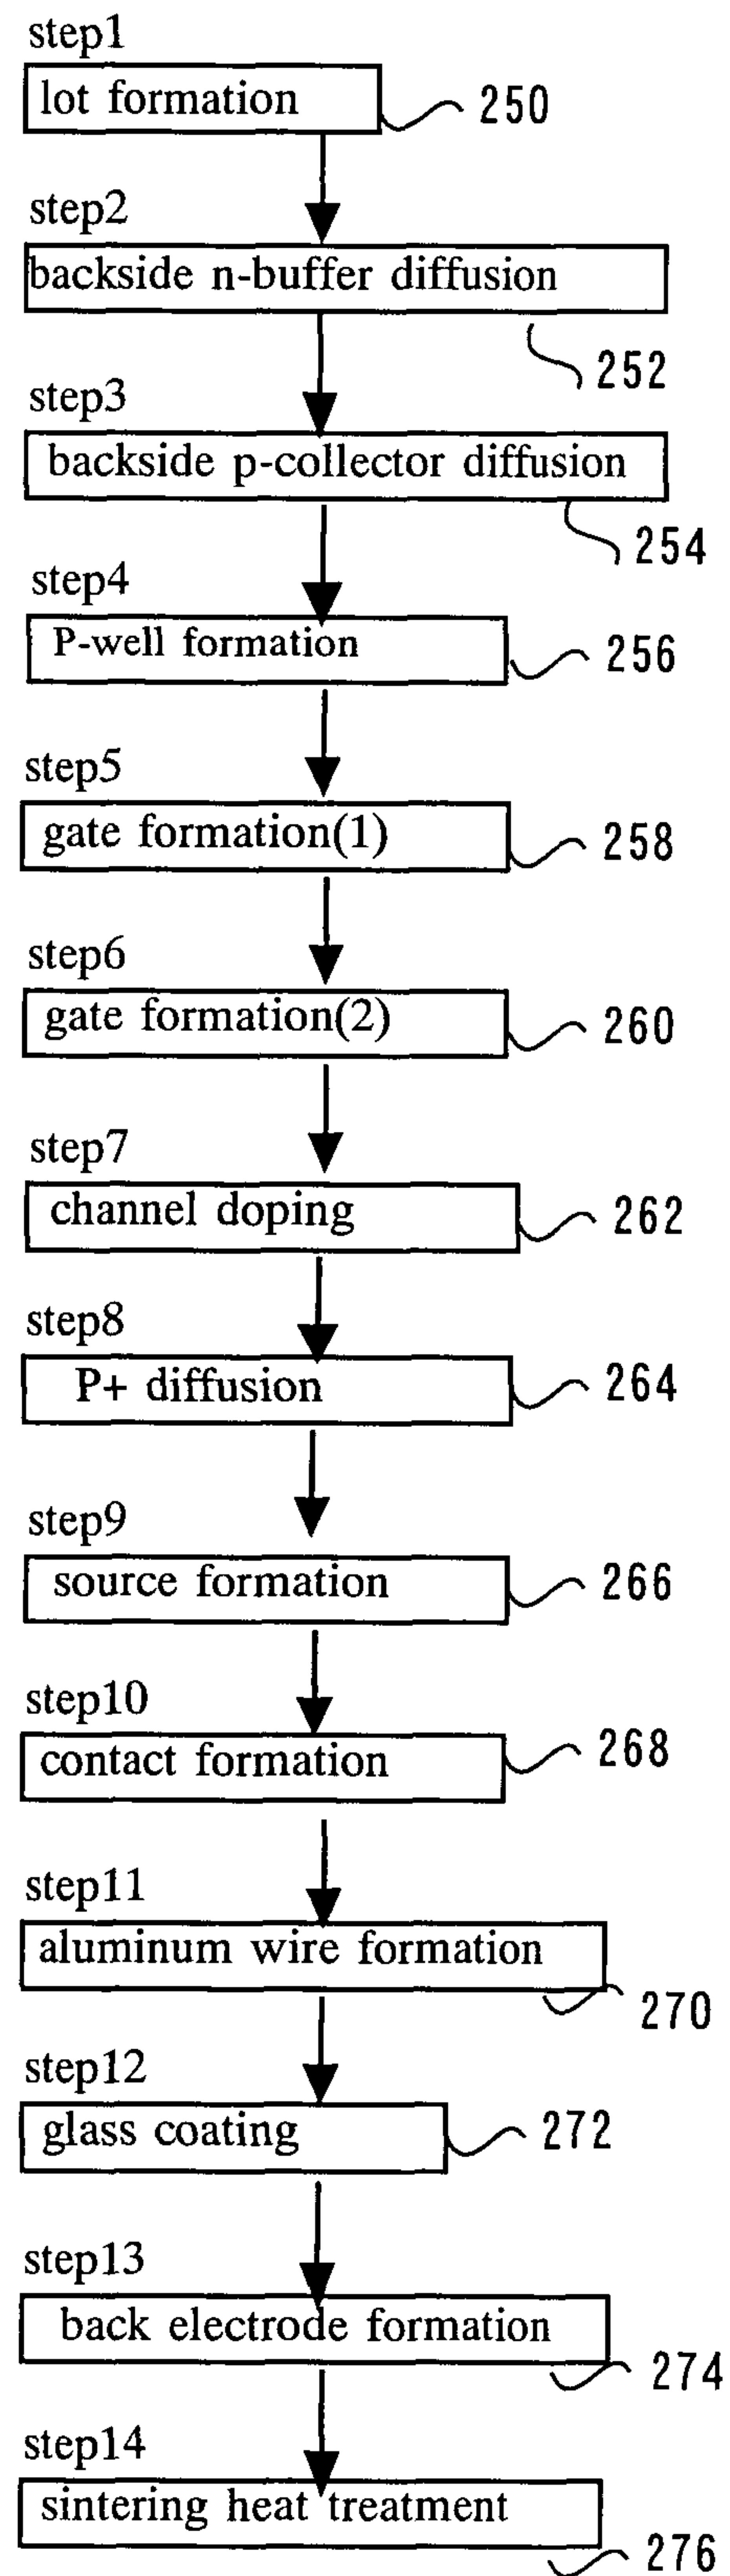 step1
lot formation
250
step2
backside n-buffer diffusion
252
step3
backside p-collector diffusion
254
step4
P-well formation
256
step5
gate formation(1)
258
step6
gate formation(2)
260
step7
channel doping
262
step8
P+ diffusion
264
step9
source formation
266
step10
contact formation
268
step11
aluminum wire formation
270
step12
glass coating
272
step13
back electrode formation
274
step14
sintering heat treatment
276